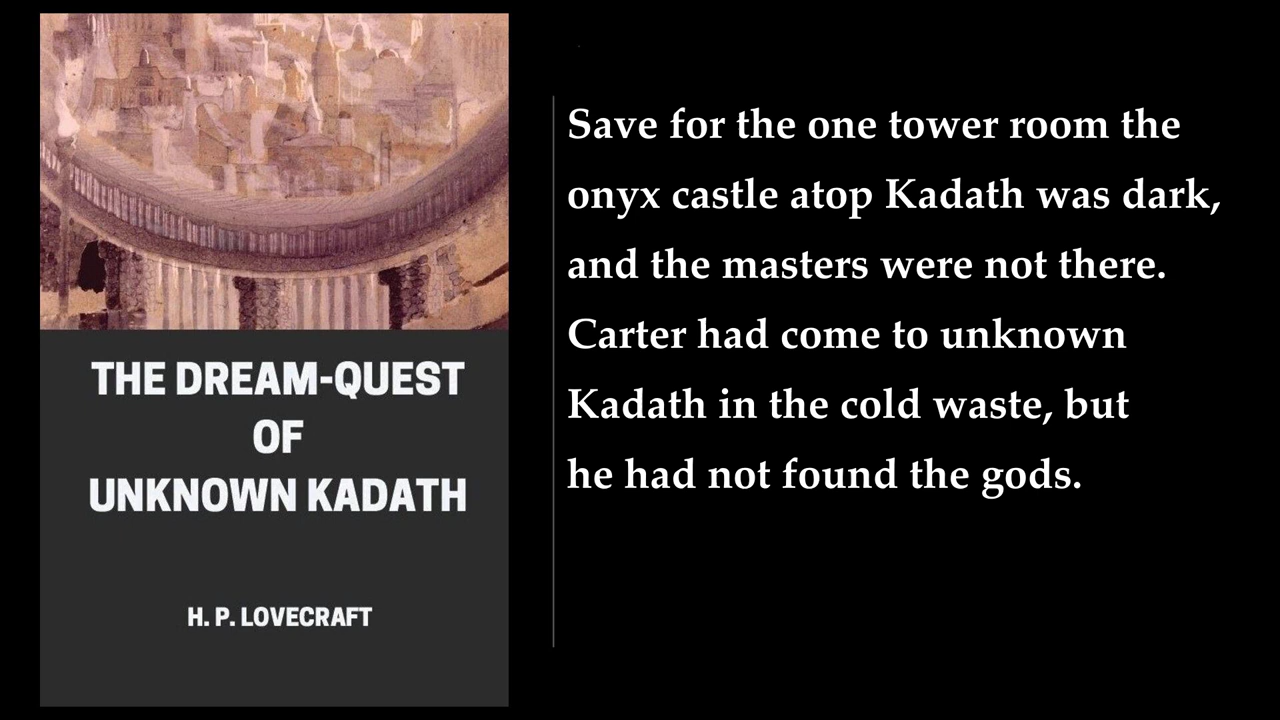 THE DREAM-QUEST
OF
UNKNOWN KADATH
H. P. LOVECRAFT
Save for the one tower room the
onyx castle atop Kadath was dark,
and the masters were not there.
Carter had come to unknown
Kadath in the cold waste, but
he had not found the gods.